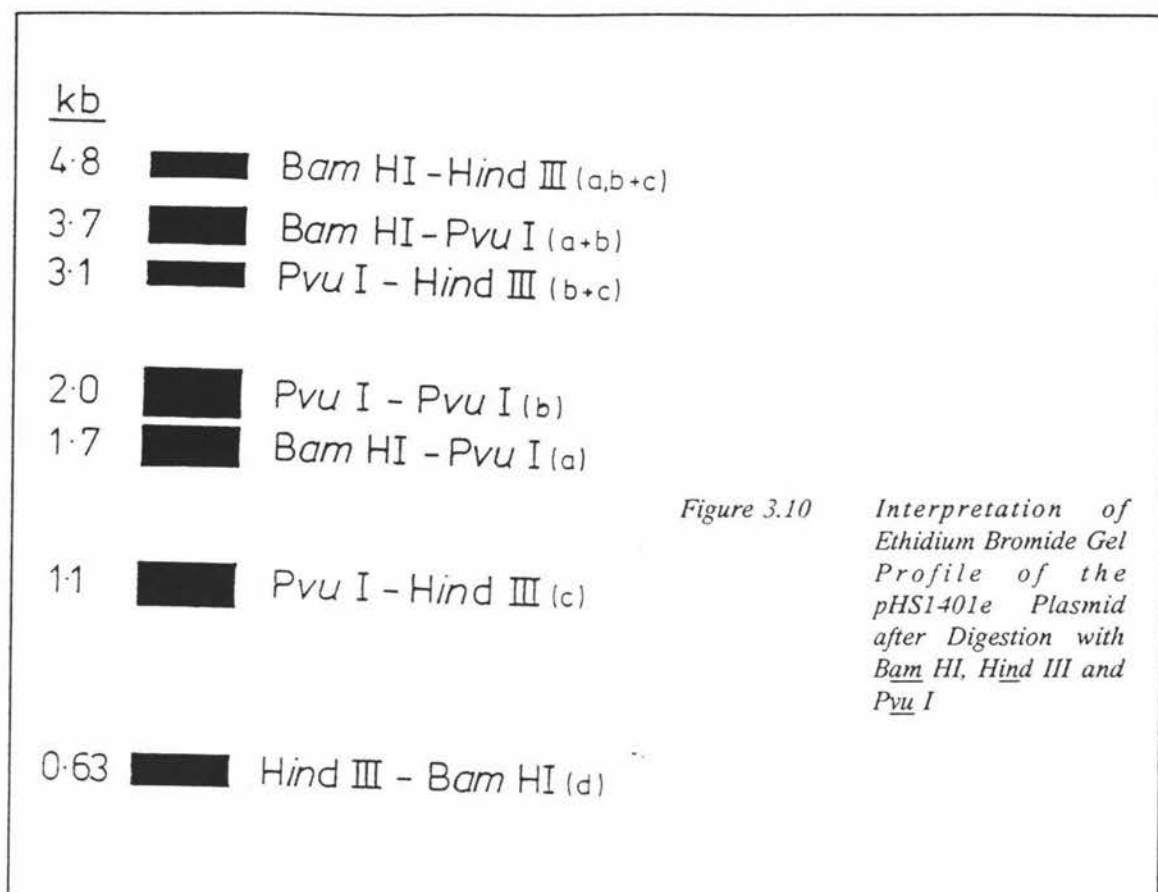 kb
4·8 Bam HI - Hind III (a,b+c)
3·7 Bam HI - Pvu I (a+b)
3·1 Pvu I - Hind III (b+c)
2·0 Pvu I - Pvu I (b)
1·7 Bam HI - Pvu I (a)
1·1 Pvu I - Hind III (c)
0·63 Hind III - Bam HI (d)
Figure 3.10 Interpretation of
Ethidium Bromide Gel
Profile of the
pHS1401e Plasmid
after Digestion with
Bam HI, Hind III and
Pvu I